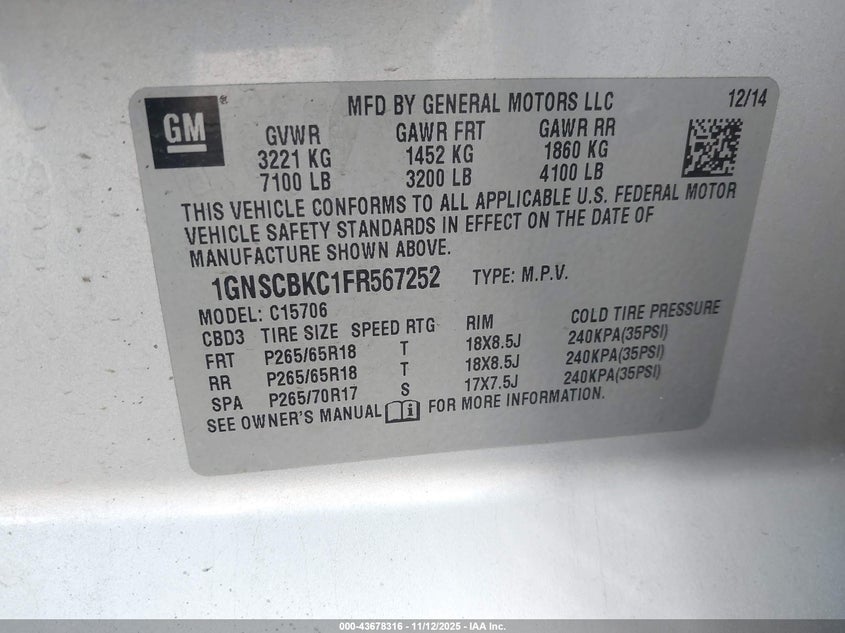 GM ®
MFD BY GENERAL MOTORS LLC 12/14
GVWR GAWR FRT GAWR RR
3221 KG 1452 KG 1860 KG
7100 LB 3200 LB 4100 LB
THIS VEHICLE CONFORMS TO ALL APPLICABLE U.S. FEDERAL MOTOR
VEHICLE SAFETY STANDARDS IN EFFECT ON THE DATE OF
MANUFACTURE SHOWN ABOVE.
1GNSCBKC1FR567252 TYPE: M.P.V.
MODEL: C15706
CBD3 TIRE SIZE SPEED RTG RIM COLD TIRE PRESSURE
FRT P265/65R18 T 18X8.5J 240KPA(35PSI)
RR P265/65R18 T 18X8.5J 240KPA(35PSI)
SPA P265/70R17 S 17X7.5J 240KPA(35PSI)
SEE OWNER'S MANUAL i FOR MORE INFORMATION.
000-43678316 - 11/12/2025 - IAA Inc.